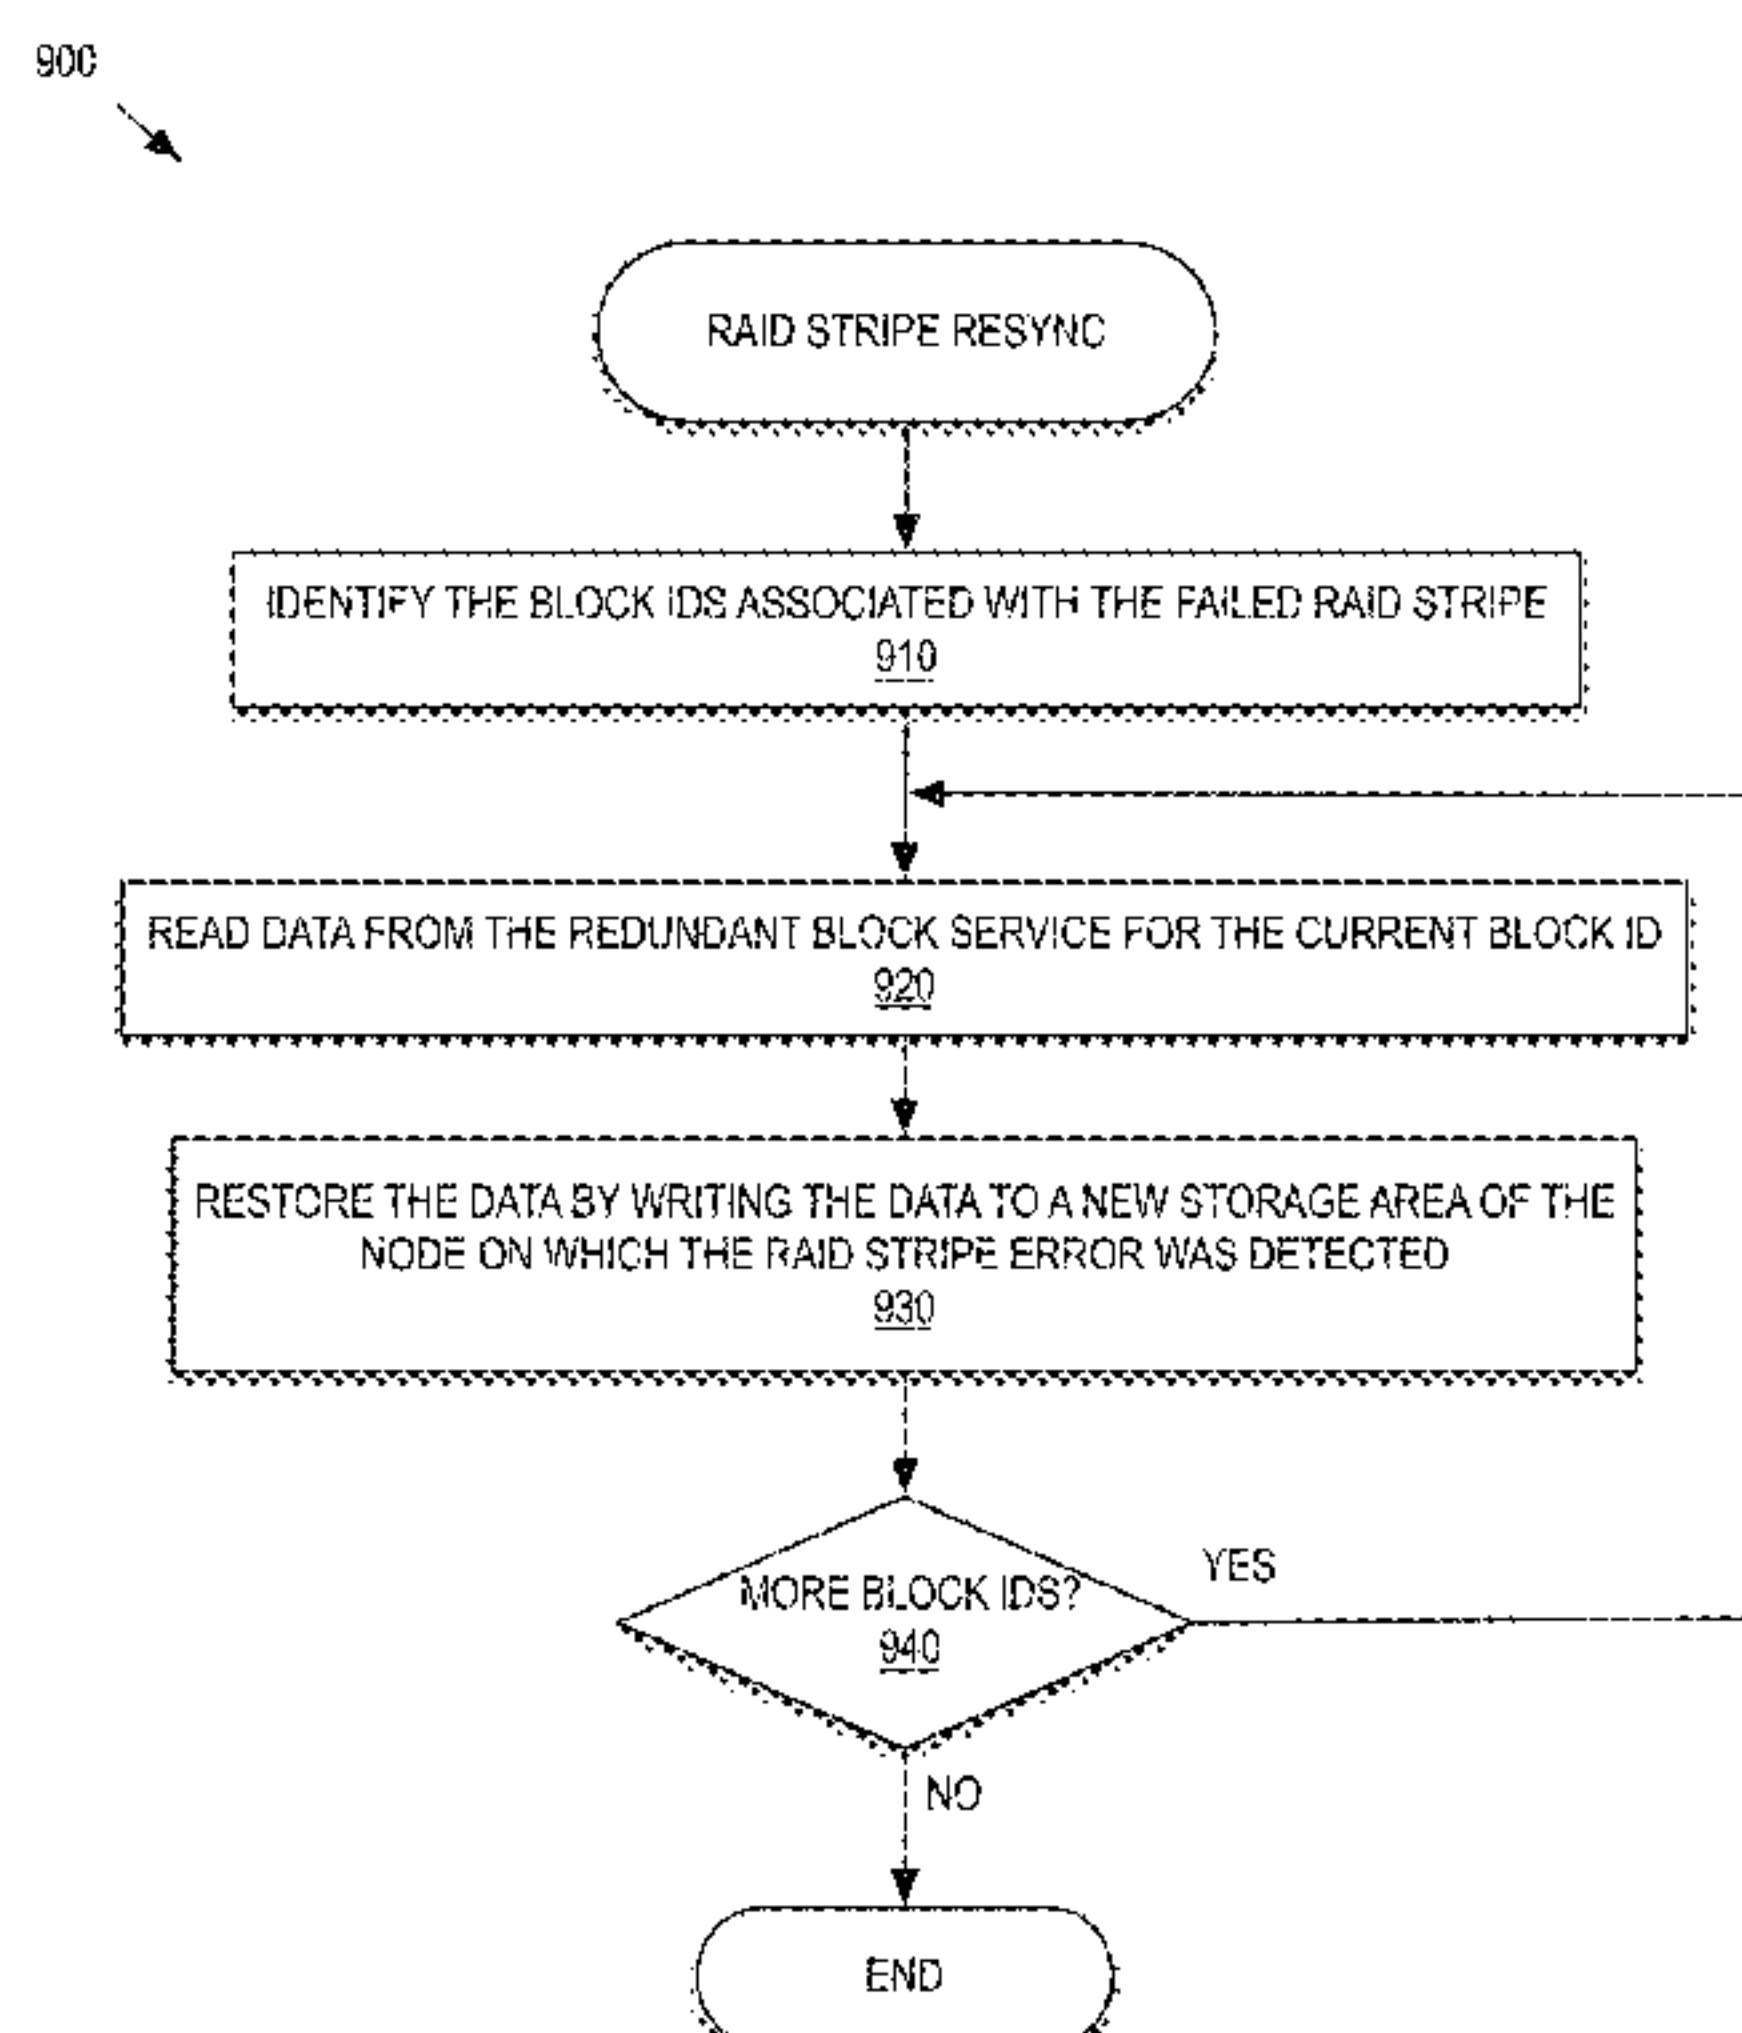 900
RAID STRIPE RESYNC
IDENTIFY THE BLOCK IDS ASSOCIATED WITH THE FAILED RAID STRIPE
910
READ DATA FROM THE REDUNDANT BLOCK SERVICE FOR THE CURRENT BLOCK ID
920
RESTORE THE DATA BY WRITING THE DATA TO A NEW STORAGE AREA OF THE
NODE ON WHICH THE RAID STRIPE ERROR WAS DETECTED
930
YES
MORE BLOCK IDS?
940
NO
END